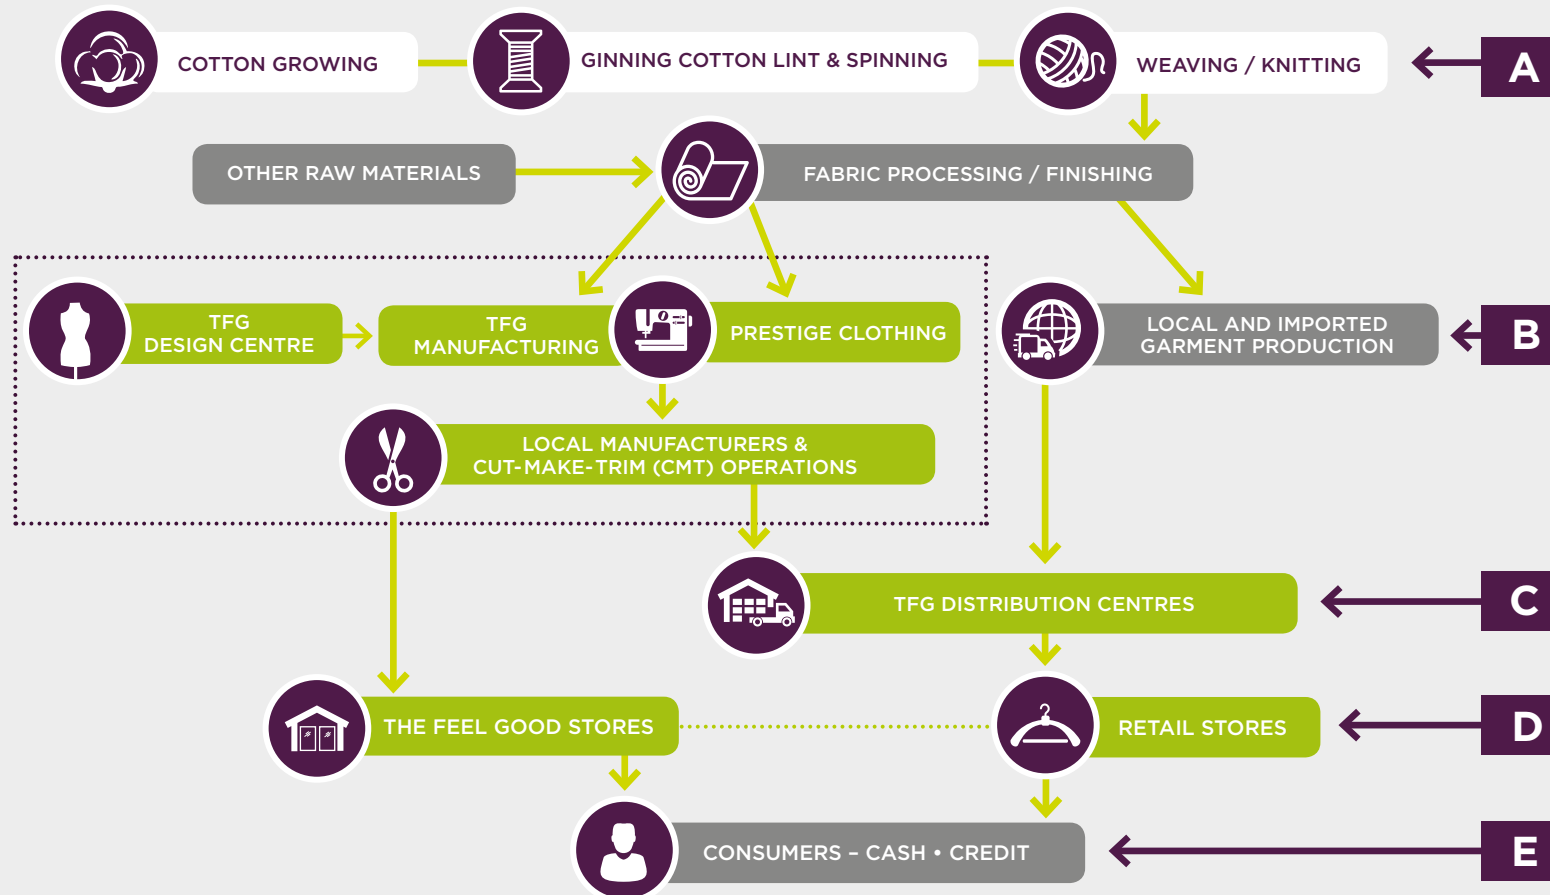 COTTON GROWING
GINNING COTTON LINT & SPINNING
WEAVING / KNITTING
A
OTHER RAW MATERIALS
FABRIC PROCESSING / FINISHING
TFG
DESIGN CENTRE
TFG
MANUFACTURING
PRESTIGE CLOTHING
LOCAL AND IMPORTED
GARMENT PRODUCTION
B
LOCAL MANUFACTURERS &
CUT-MAKE-TRIM (CMT) OPERATIONS
TFG DISTRIBUTION CENTRES
C
THE FEEL GOOD STORES
RETAIL STORES
D
CONSUMERS – CASH • CREDIT
E